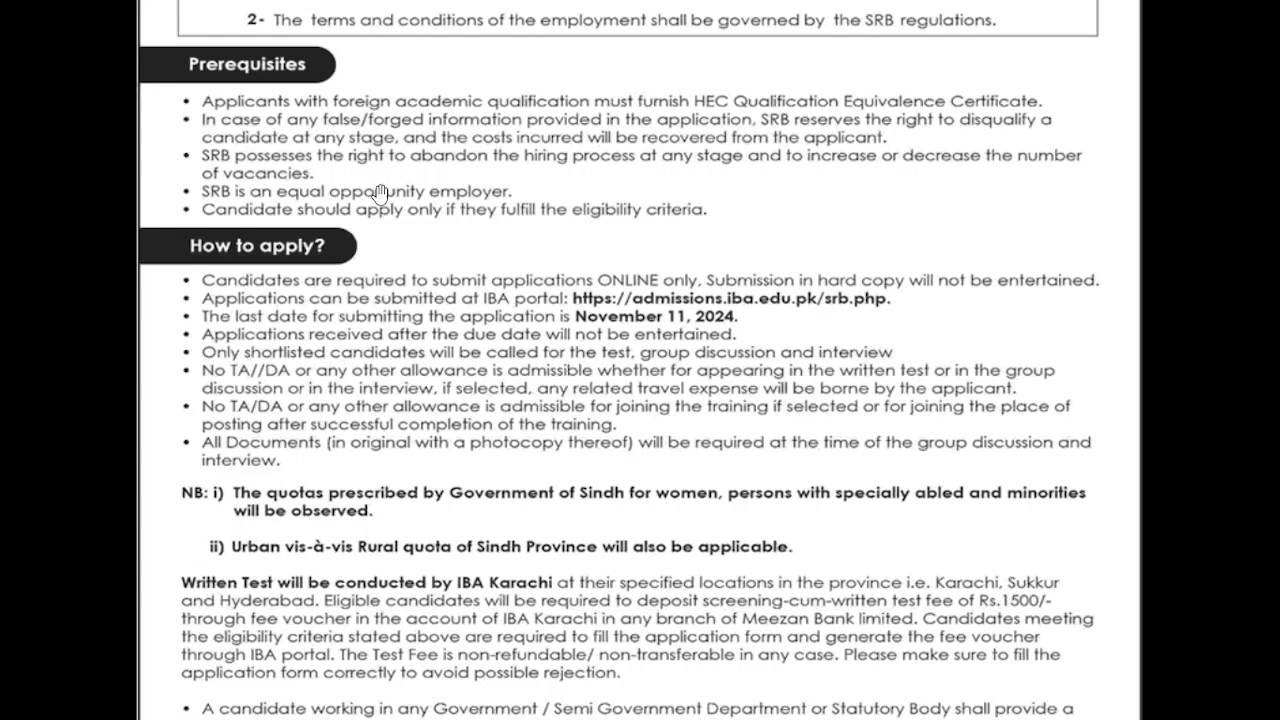 2- The terms and conditions of the employment shall be governed by the SRB regulations.
Prerequisites
• Applicants with foreign academic qualification must furnish HEC Qualification Equivalence Certificate.
• In case of any false/forged information provided in the application, SRB reserves the right to disqualify a
candidate at any stage, and the costs incurred will be recovered from the applicant.
• SRB possesses the right to abandon the hiring process at any stage and to increase or decrease the number
of vacancies.
• SRB is an equal opportunity employer.
• Candidate should apply only if they fulfill the eligibility criteria.
How to apply?
• Candidates are required to submit applications ONLINE only, Submission in hard copy will not be entertained.
• Applications can be submitted at IBA portal: https://admissions.iba.edu.pk/srb.php.
• The last date for submitting the application is November 11, 2024.
• Applications received after the due date will not be entertained.
• Only shortlisted candidates will be called for the test, group discussion and interview
• No TA//DA or any other allowance is admissible whether for appearing in the written test or in the group
discussion or in the interview, if selected, any related travel expense will be borne by the applicant.
• No TA/DA or any other allowance is admissible for joining the training if selected or for joining the place of
posting after successful completion of the training.
• All Documents (in original with a photocopy thereof) will be required at the time of the group discussion and
interview.
NB: i) The quotas prescribed by Government of Sindh for women, persons with specially abled and minorities
will be observed.
ii) Urban vis-à-vis Rural quota of Sindh Province will also be applicable.
Written Test will be conducted by IBA Karachi at their specified locations in the province i.e. Karachi, Sukkur
and Hyderabad. Eligible candidates will be required to deposit screening-cum-written test fee of Rs.1500/-
through fee voucher in the account of IBA Karachi in any branch of Meezan Bank limited. Candidates meeting
the eligibility criteria stated above are required to fill the application form and generate the fee voucher
through IBA portal. The Test Fee is non-refundable/ non-transferable in any case. Please make sure to fill the
application form correctly to avoid possible rejection.
• A candidate working in any Government / Semi Government Department or Statutory Body shall provide a